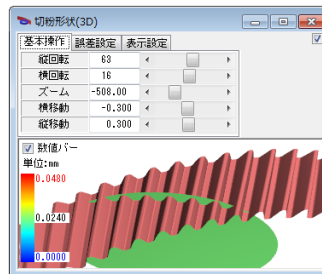 切粉形状(3D)
基本操作 誤差設定 表示設定
縦回転 63
横回転 16
ズーム -508.00
横移動 -0.300
縦移動 0.300
数値バー
単位:mm
0.0480
0.0240
0.0000